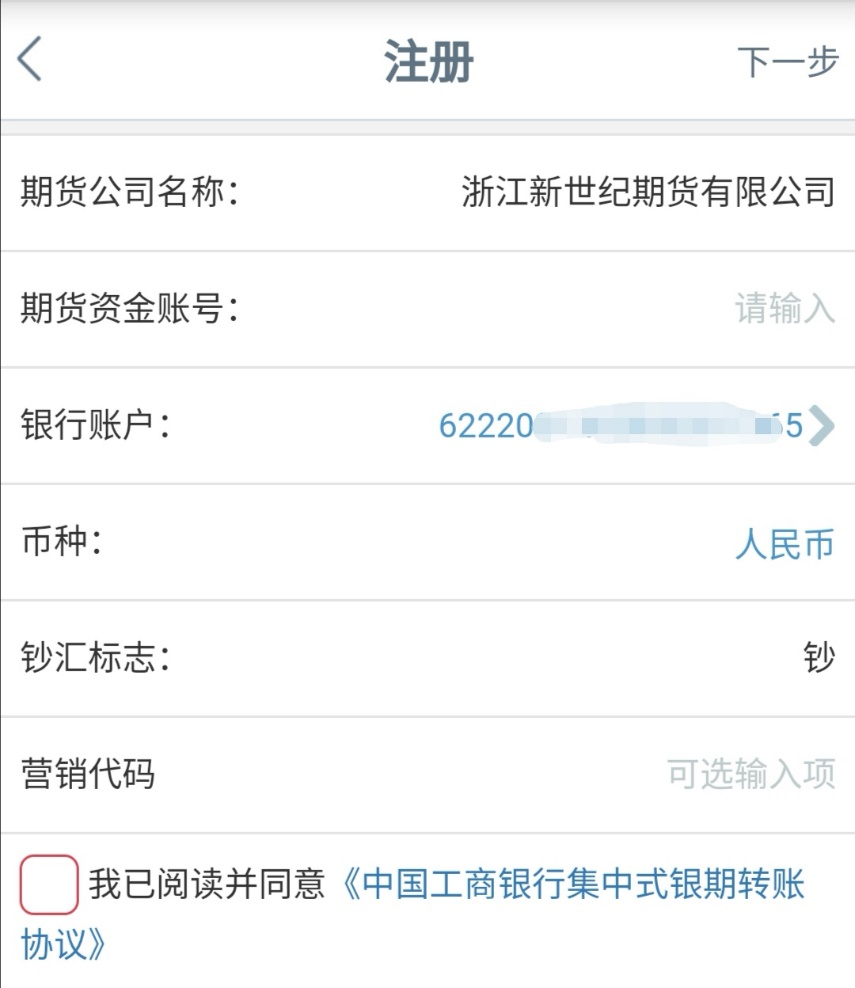 注册 下一步
期货公司名称： 浙江新世纪期货有限公司
期货资金账号： 请输入
银行账户： 62220 65
币种： 人民币
钞汇标志： 钞
营销代码 可选输入项
我已阅读并同意《中国工商银行集中式银期转账
协议》